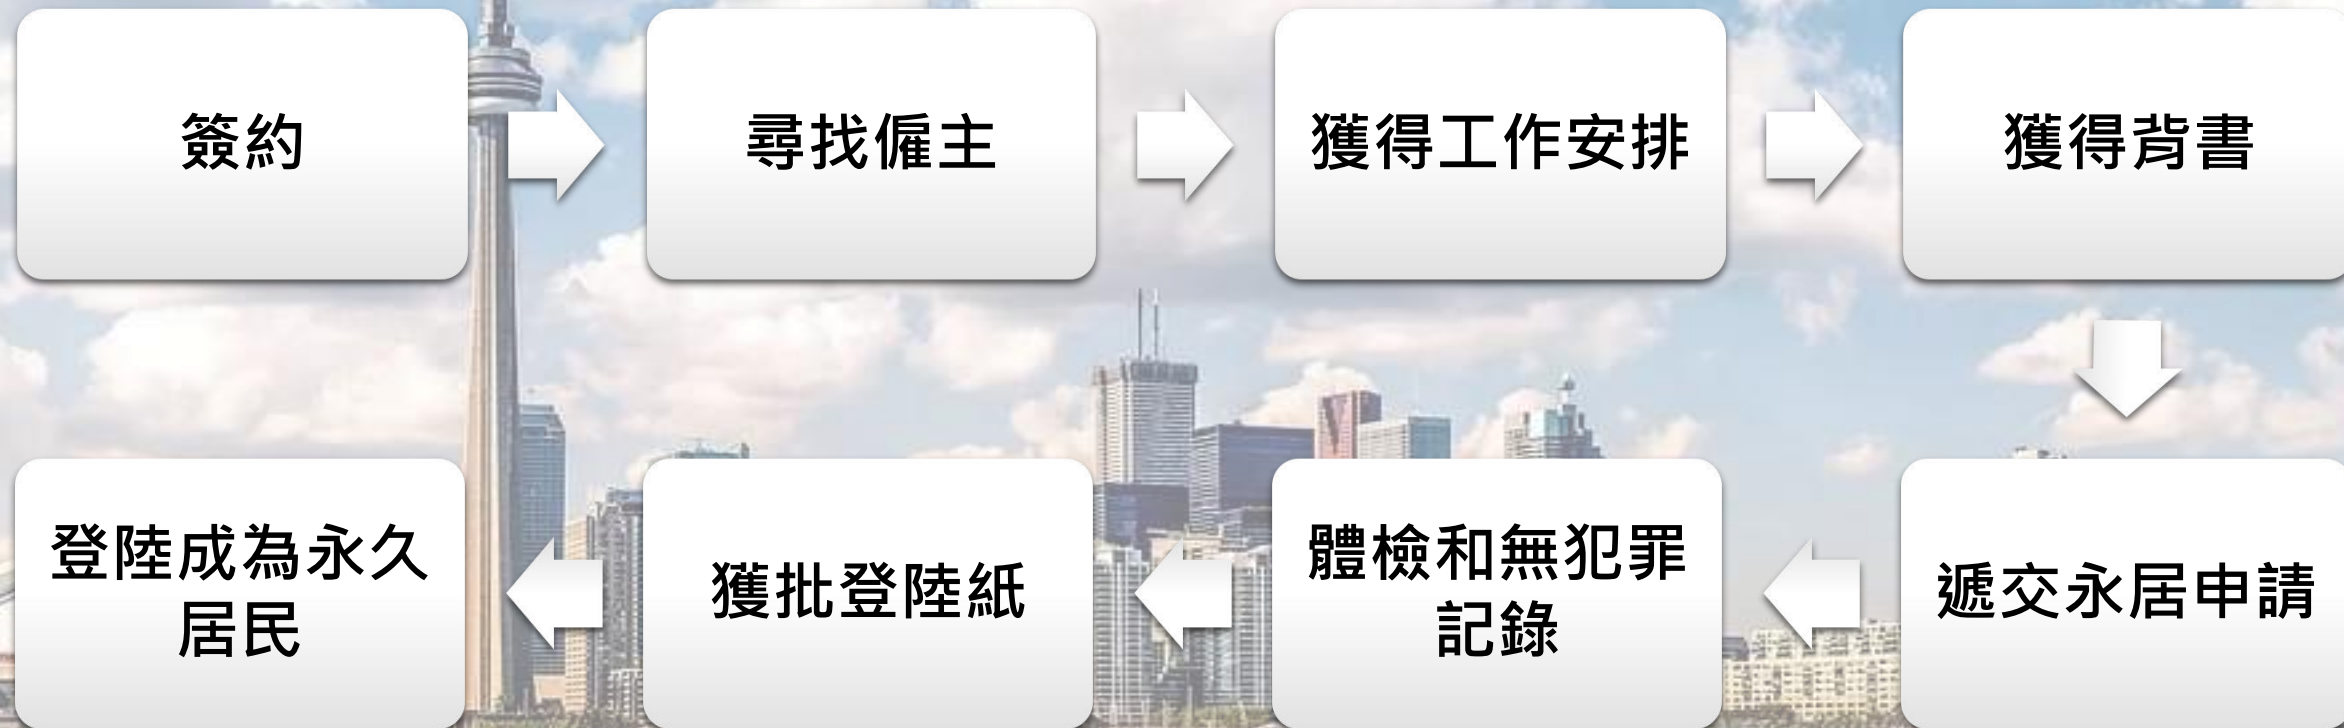 簽約
尋找僱主
獲得工作安排
獲得背書
遞交永居申請
體檢和無犯罪
記錄
獲批登陸紙
登陸成為永久
居民